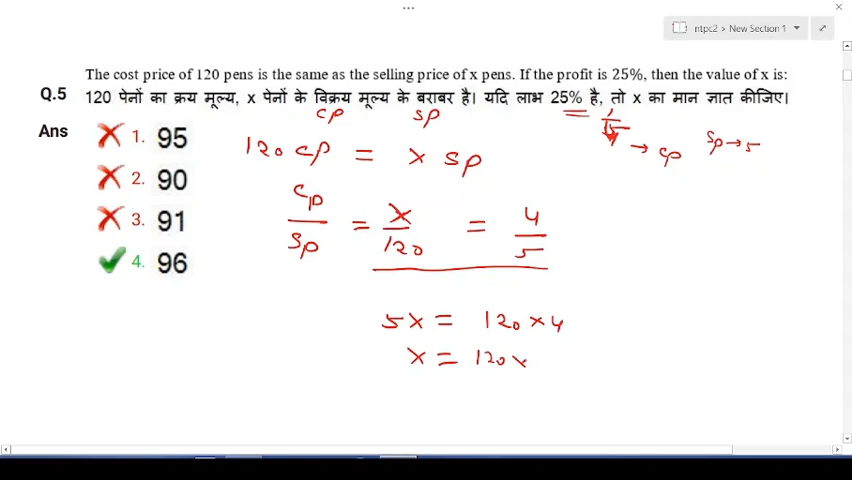 ntpc2 > New Section 1
The cost price of 120 pens is the same as the selling price of x pens. If the profit is 25%, then the value of x is:
Q.5 120 पेनों का क्रय मूल्य, x पेनों के विक्रय मूल्य के बराबर है। यदि लाभ 25% है, तो x का मान ज्ञात कीजिए।
CP SP
Ans 1. 95
120 CP = x SP
→ CP SP → 5
2. 90
3. 91
CP/SP = x/120 = 4/5
4. 96
5x = 120 x 4
x = 120 x